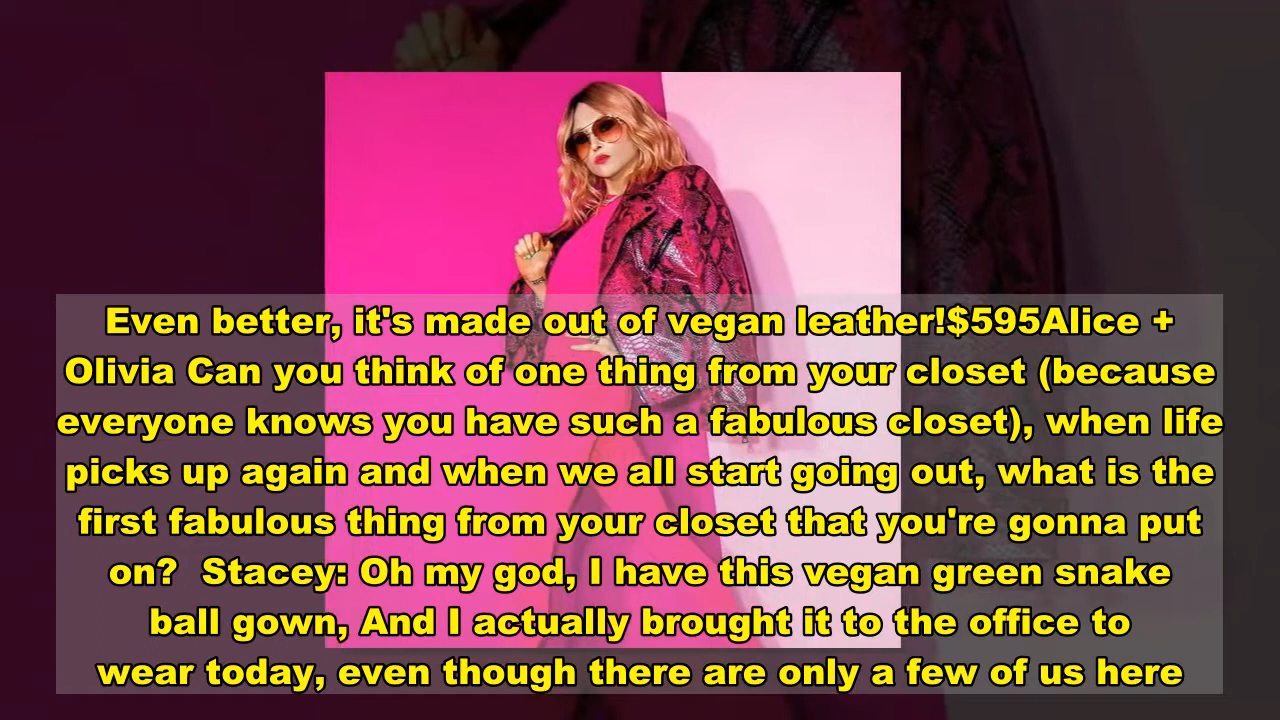 Even better, it's made out of vegan leather!$595Alice +
Olivia Can you think of one thing from your closet (because
everyone knows you have such a fabulous closet), when life
picks up again and when we all start going out, what is the
first fabulous thing from your closet that you're gonna put
on?  Stacey: Oh my god, I have this vegan green snake
ball gown, And I actually brought it to the office to
wear today, even though there are only a few of us here